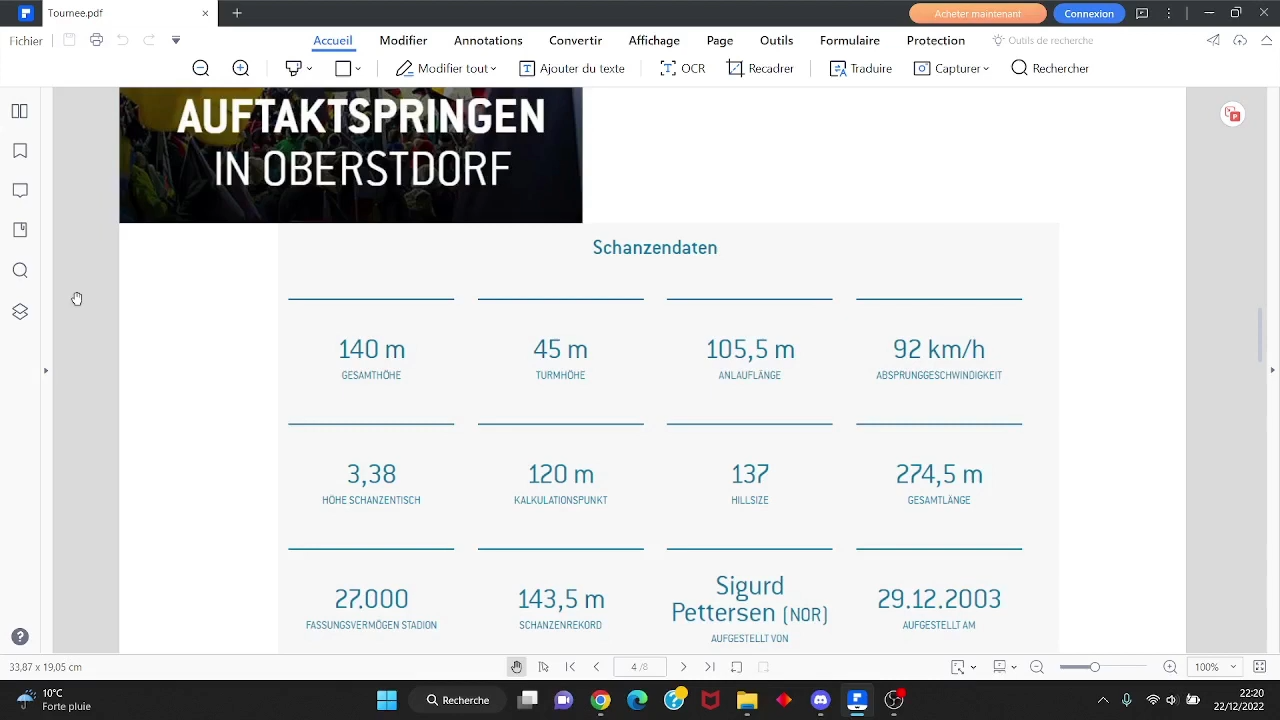 Tournee.pdf
Acheter maintenant
Connexion
Fichier
Accueil
Modifier
Annotations
Convertir
Affichage
Page
Outils
Formulaire
Protection
Outils de recherche
Modifier tout
Ajouter du texte
OCR
Recadrer
Traduire
Capturer
Rechercher
AUFTAKTSPRINGEN
IN OBERSTDORF
Schanzendaten
140 m
GESAMTHÖHE
45 m
TURMHÖHE
105,5 m
ANLAUFLÄNGE
92 km/h
ABSPRUNGGESCHWINDIGKEIT
3,38
HÖHE SCHANZENTISCH
120 m
KALKULATIONSPUNKT
137
HILLSIZE
274,5 m
GESAMTLÄNGE
27.000
FASSUNGSVERMÖGEN STADION
143,5 m
SCHANZENREKORD
Sigurd
Pettersen (NOR)
AUFGESTELLT VON
29.12.2003
AUFGESTELLT AM
33,87 x 19,05 cm
4 /8
100%
10°C
Forte pluie
Recherche
22:20
22/12/2022